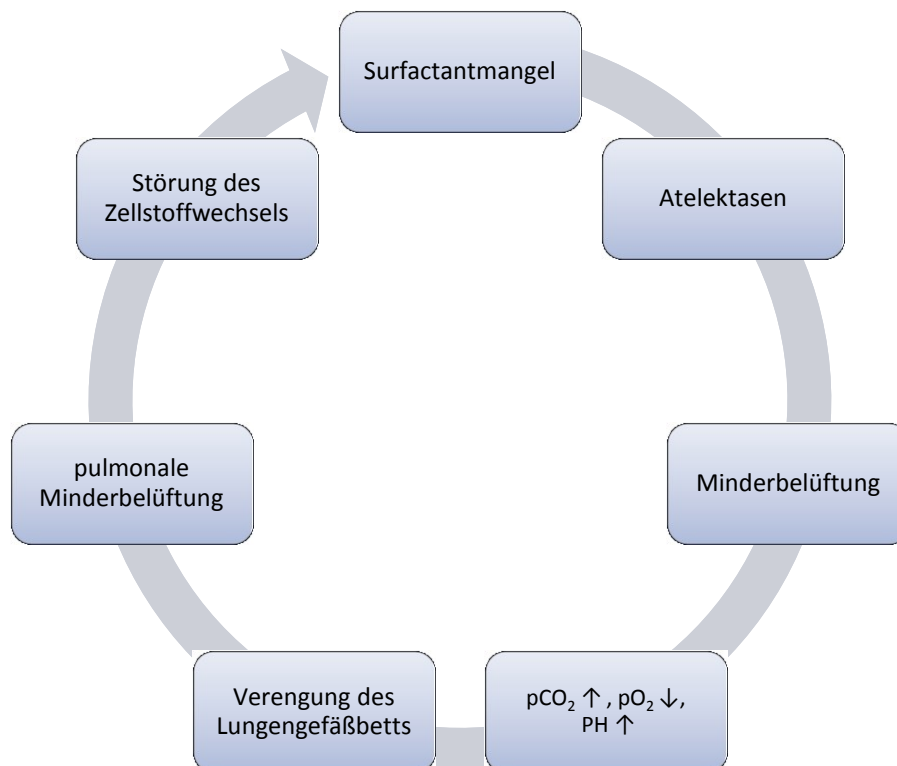 Surfactantmangel
Atelektasen
Minderbelüftung
pCO₂ ↑ , pO₂ ↓,
PH ↑
Verengung des
Lungengefäßbetts
pulmonale
Minderbelüftung
Störung des
Zellstoffwechsels